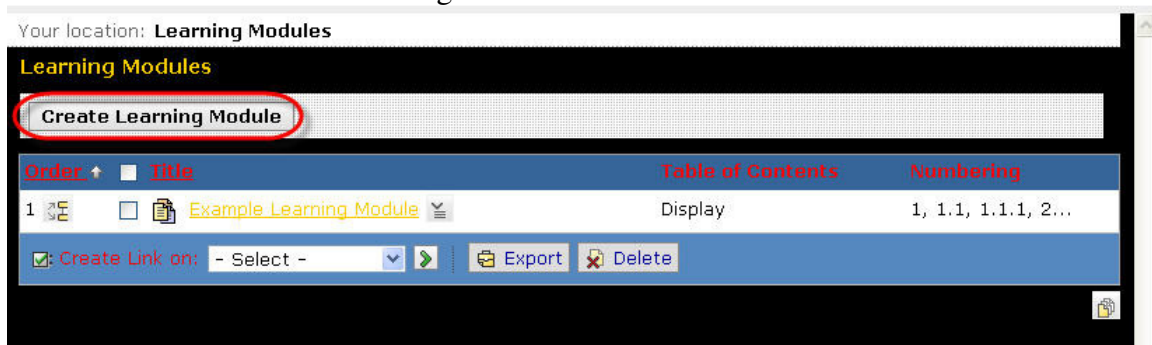 Your location: Learning Modules
Learning Modules
Create Learning Module
Order Title Table of Contents Numbering
1 Example Learning Module Display 1, 1.1, 1.1.1, 2...
: Create Link on: - Select - Export Delete